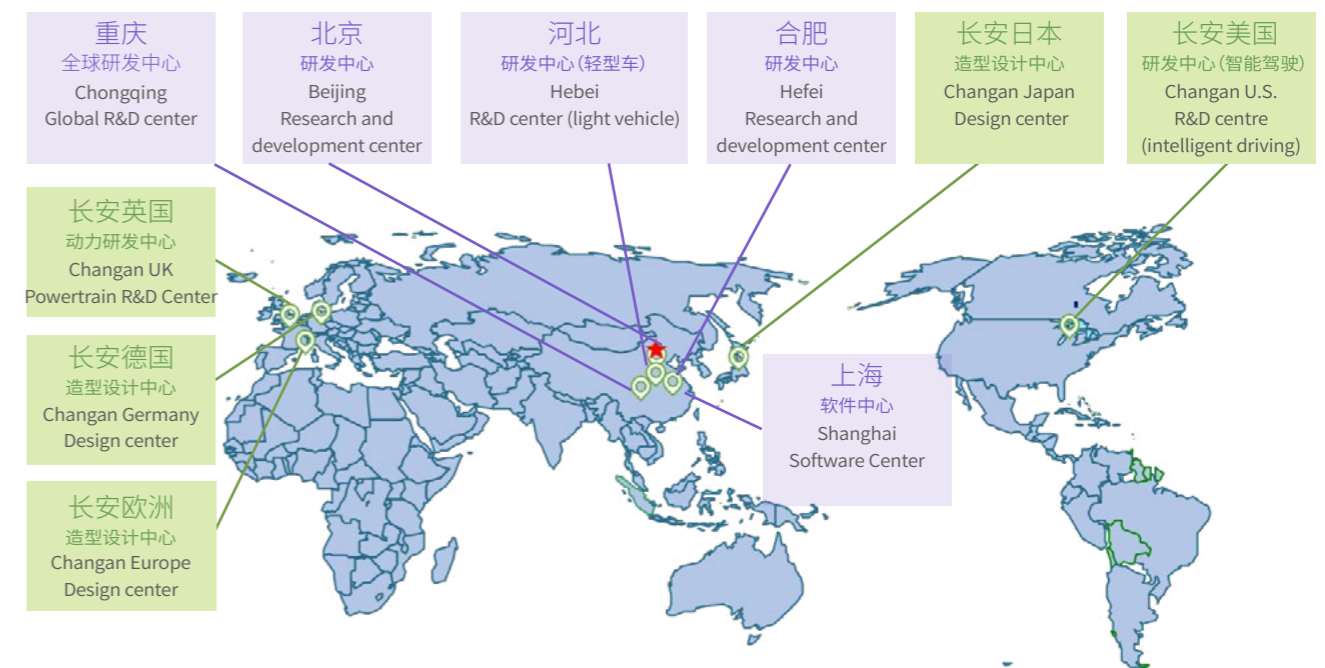 重庆
全球研发中心
Chongqing
Global R&D center
北京
研发中心
Beijing
Research and
development center
河北
研发中心(轻型车)
Hebei
R&D center (light vehicle)
合肥
研发中心
Hefei
Research and
development center
长安日本
造型设计中心
Changan Japan
Design center
长安美国
研发中心(智能驾驶)
Changan U.S.
R&D centre
(intelligent driving)
长安英国
动力研发中心
Changan UK
Powertrain R&D Center
长安德国
造型设计中心
Changan Germany
Design center
长安欧洲
造型设计中心
Changan Europe
Design center
上海
软件中心
Shanghai
Software Center